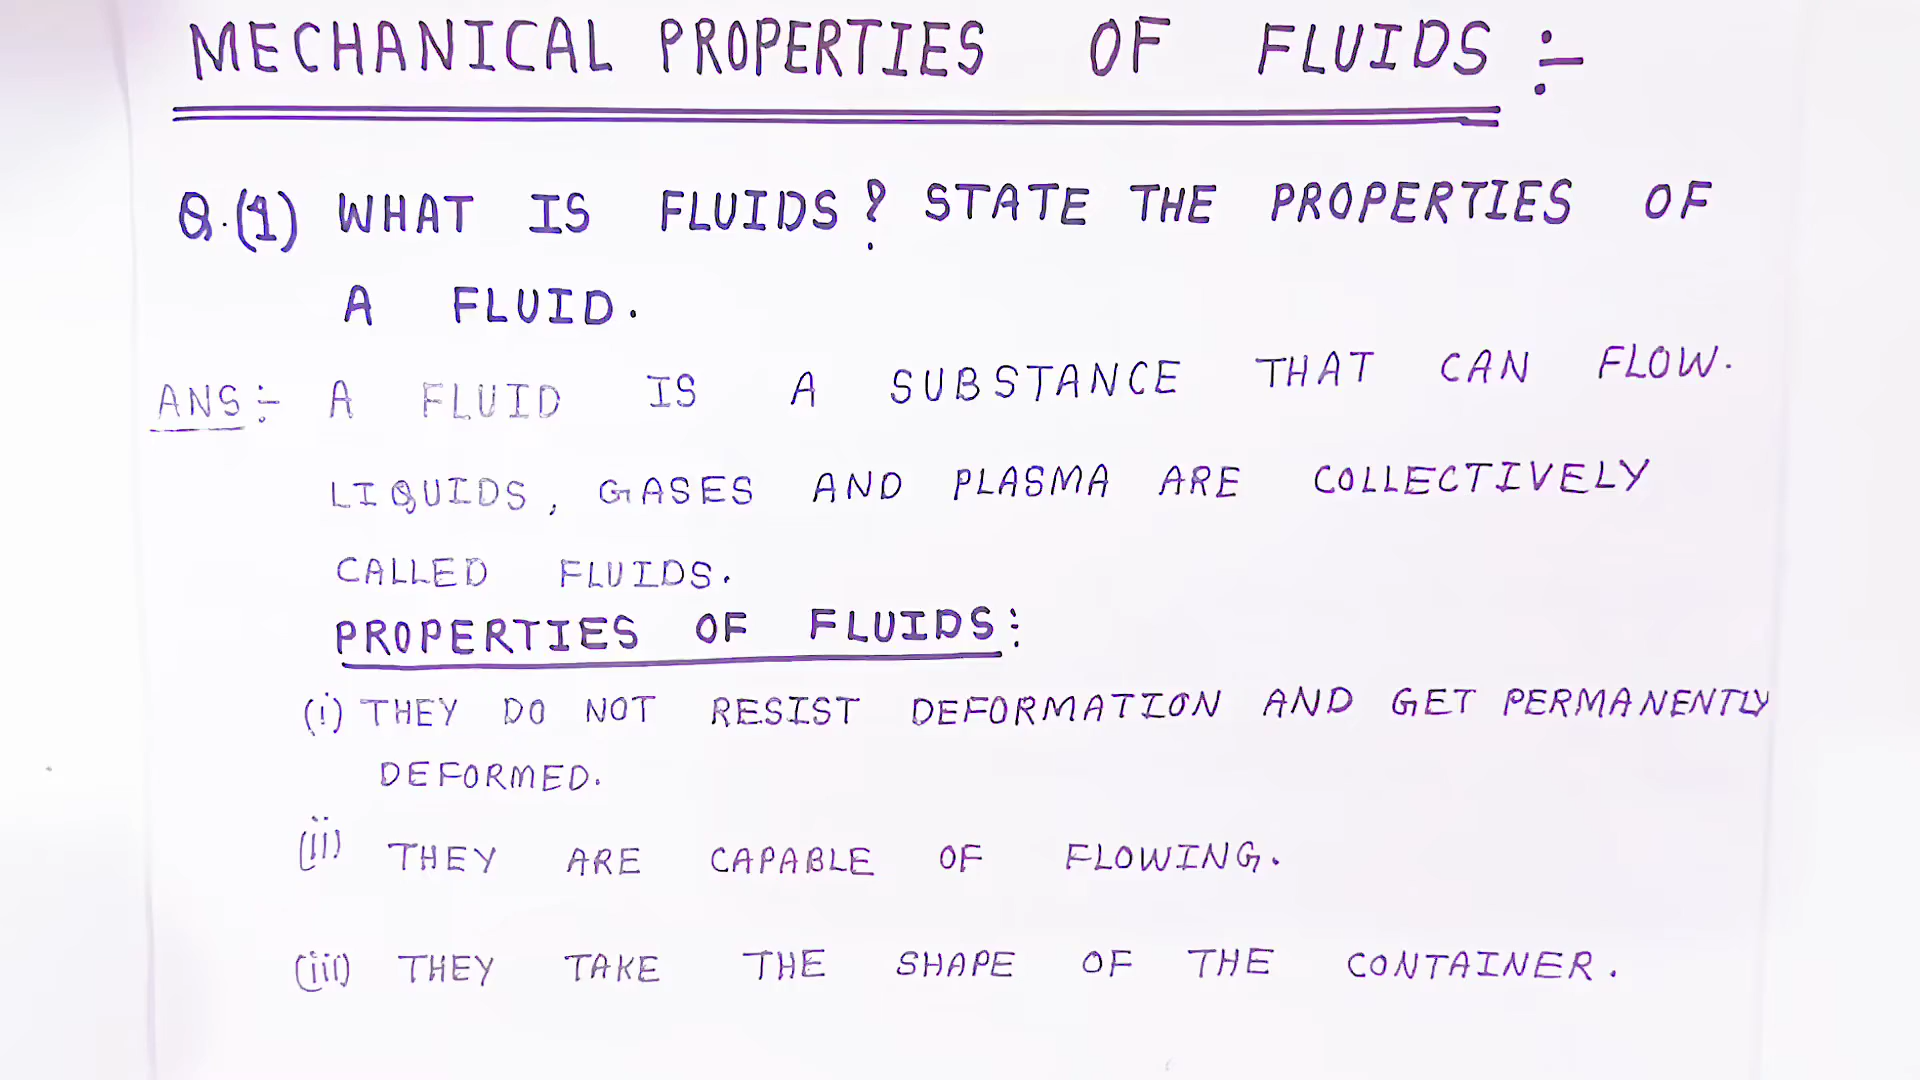 MECHANICAL PROPERTIES OF FLUIDS :-
Q.(1) WHAT IS FLUIDS? STATE THE PROPERTIES OF
A FLUID.
ANS:- A FLUID IS A SUBSTANCE THAT CAN FLOW.
LIQUIDS, GASES AND PLASMA ARE COLLECTIVELY
CALLED FLUIDS.
PROPERTIES OF FLUIDS:
(i) THEY DO NOT RESIST DEFORMATION AND GET PERMANENTLY
DEFORMED.
(ii) THEY ARE CAPABLE OF FLOWING.
(iii) THEY TAKE THE SHAPE OF THE CONTAINER.